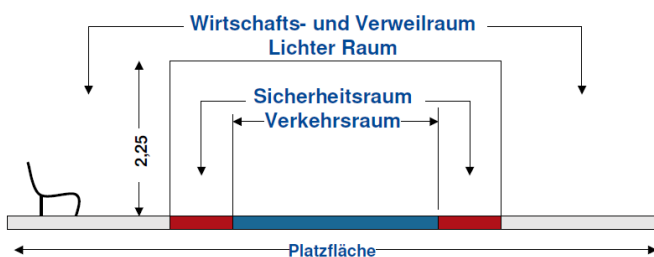 Wirtschafts- und Verweilraum
Lichter Raum
Sicherheitsraum
Verkehrsraum
2,25
Platzfläche